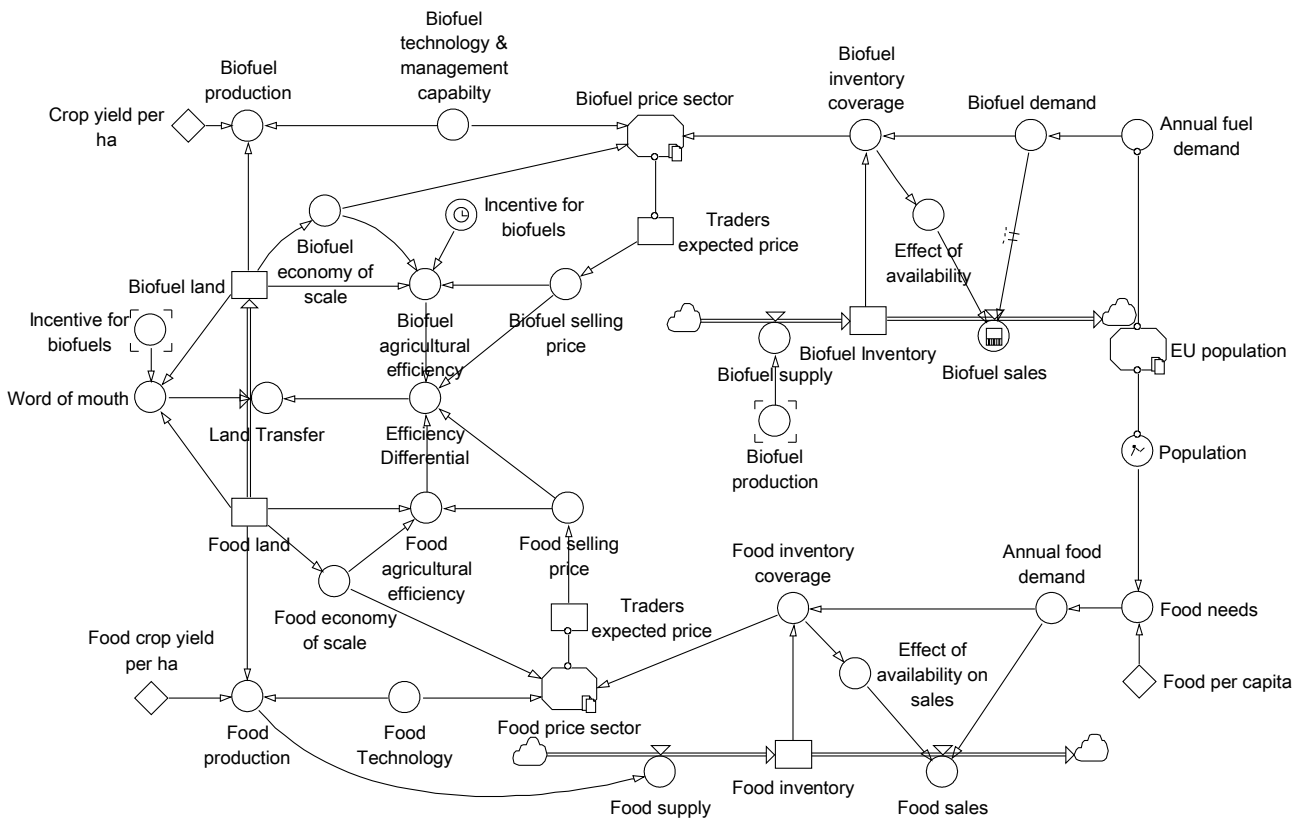 Biofuel
technology &
management
capabilty
Biofuel
production
Biofuel price sector
Biofuel
inventory
coverage
Biofuel demand
Crop yield per
ha
Annual fuel
demand
Incentive for
biofuels
Traders
expected price
Biofuel
economy of
scale
Effect of
availability
Biofuel land
Incentive for
biofuels
Biofuel
agricultural
efficiency
Biofuel selling
price
Biofuel Inventory
Biofuel supply
Biofuel sales
EU population
Word of mouth
Land Transfer
Efficiency
Differential
Biofuel
production
Population
Food land
Food
agricultural
efficiency
Food selling
price
Food inventory
coverage
Annual food
demand
Food economy
of scale
Traders
expected price
Food needs
Food crop yield
per ha
Effect of
availability on
sales
Food per capita
Food
production
Food
Technology
Food price sector
Food supply
Food inventory
Food sales